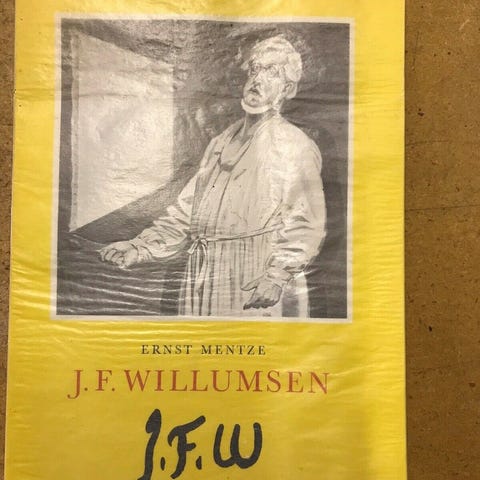 ERNST MENTZE
J. F. WILLUMSEN
J.F.W